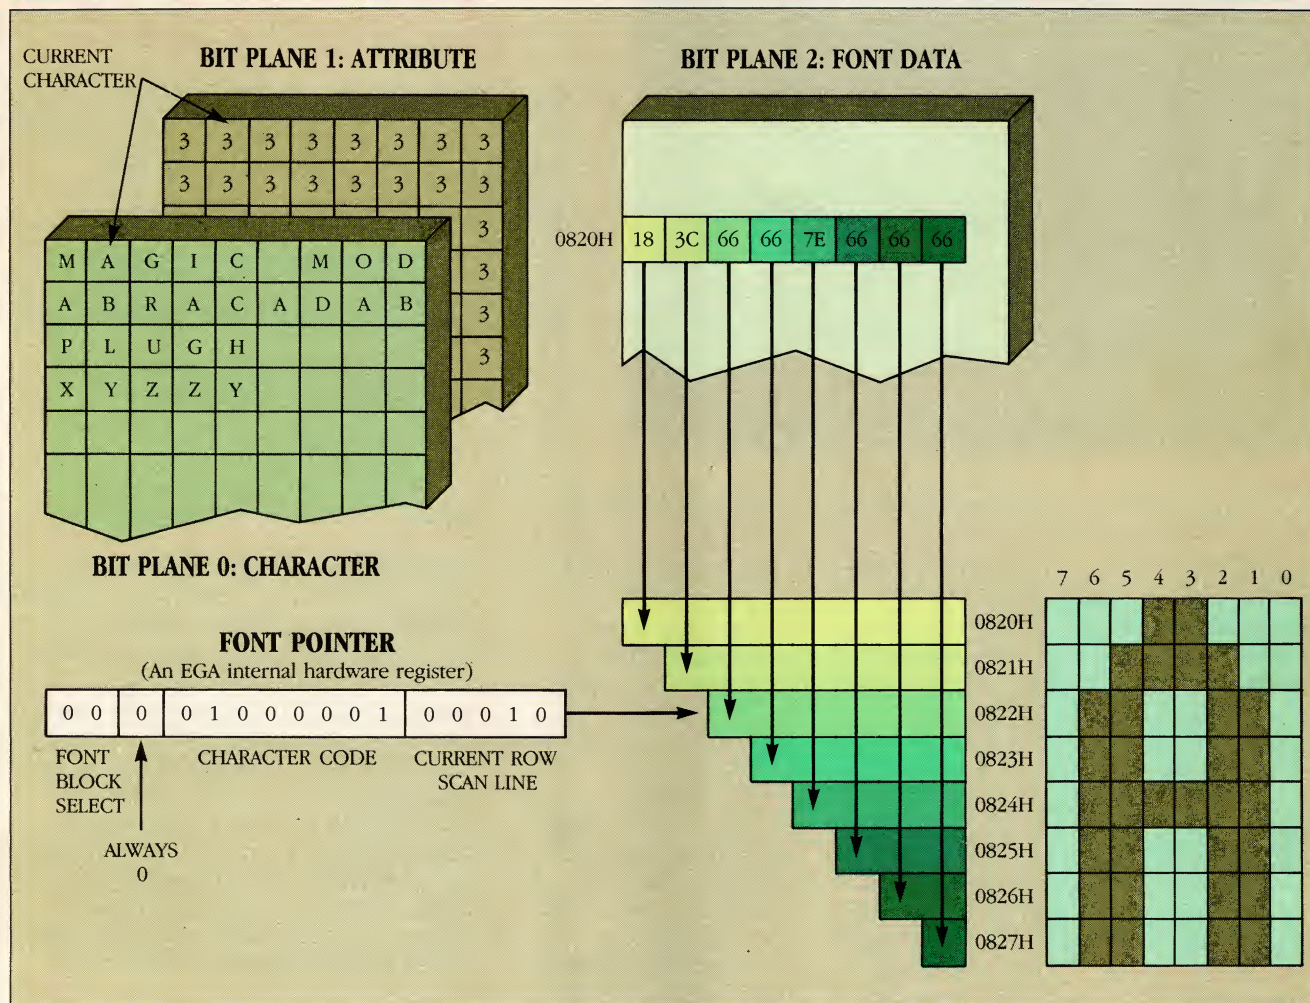 CURRENT
CHARACTER
BIT PLANE 1: ATTRIBUTE
3 3 3 3 3 3 3 3
3 3 3 3 3 3 3 3
3
3
3
3
M A G I C M O D
A B R A C A D A B
P L U G H
X Y Z Z Y
BIT PLANE 0: CHARACTER
BIT PLANE 2: FONT DATA
0820H 18 3C 66 66 7E 66 66 66
FONT POINTER
(An EGA internal hardware register)
0 0 0 0 1 0 0 0 0 0 1 0 0 0 1 0
FONT
BLOCK
SELECT
ALWAYS
0
CHARACTER CODE
CURRENT ROW
SCAN LINE
7 6 5 4 3 2 1 0
0820H
0821H
0822H
0823H
0824H
0825H
0826H
0827H